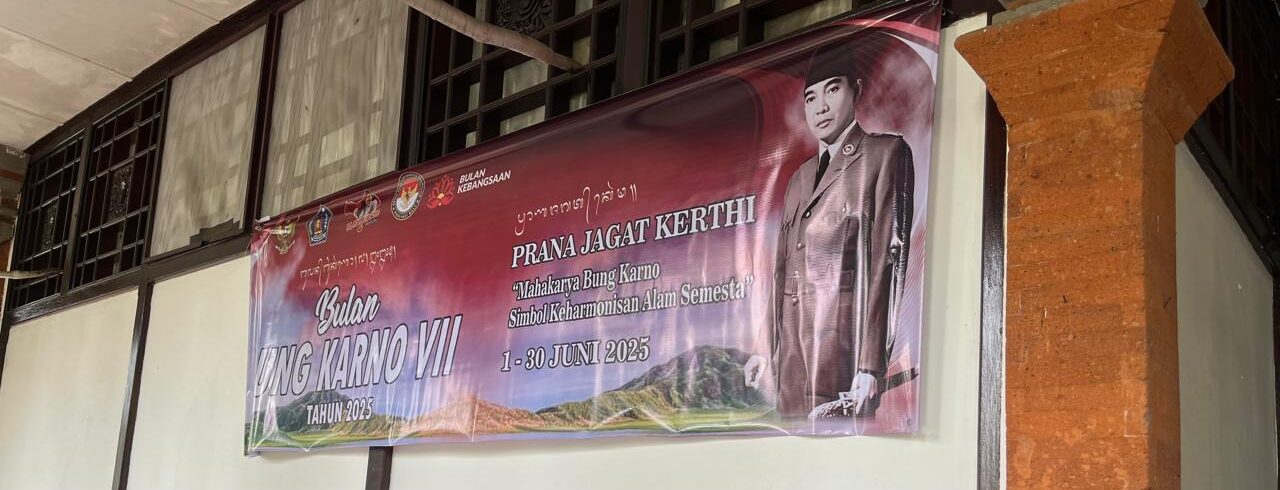 BULAN
KEBANGSAAN
Bulan
UNG KARNO VII
TAHUN 2025
PRANA JAGAT KERTHI
“Mahakarya Bung Karno
Simbol Keharmonisan Alam Semesta”
1 - 30 JUNI 2025